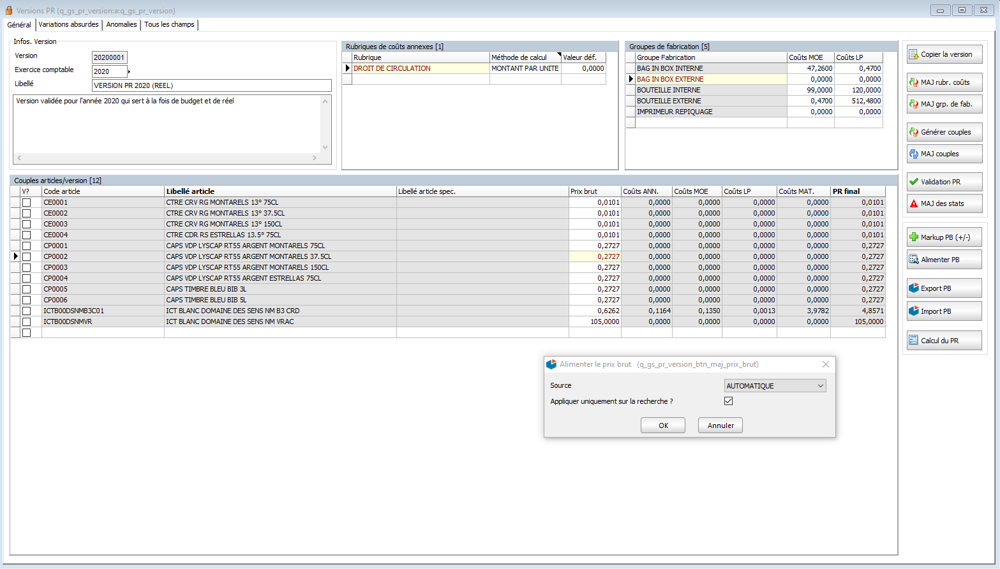 Versions PR (q_gs_pr_version:a:q_gs_pr_version)
Général Variations absurdes Anomalies Tous les champs
Infos. Version
Version 20200001
Exercice comptable 2020
Libellé VERSION PR 2020 (REEL)
Version validée pour l'année 2020 qui sert à la fois de budget et de réel
Rubriques de coûts annexes [1]
Rubrique Méthode de calcul Valeur déf.
DROIT DE CIRCULATION MONTANT PAR UNITE 0,0000
Groupes de fabrication [5]
Groupe Fabrication Coûts MOE Coûts LP
BAG IN BOX INTERNE 47,2600 0,4700
BAG IN BOX EXTERNE 0,0000 0,0000
BOUTEILLE INTERNE 99,0000 120,0000
BOUTEILLE EXTERNE 0,4700 512,4800
IMPRIMEUR REPIQUAGE 0,0000 0,0000
Copier la version
MAJ rubr. coûts
MAJ grp. de fab.
Générer couples
MAJ couples
Validation PR
MAJ des stats
Markup PB (+/-)
Alimenter PB
Export PB
Import PB
Calcul du PR
Couples articles/version [12]
V? Code article Libellé article Libellé article spec. Prix brut Coûts ANN. Coûts MOE Coûts LP Coûts MAT. PR final
CE0001 CTRE CRV RG MONTARELS 13° 75CL 0,0101 0,0000 0,0000 0,0000 0,0000 0,0101
CE0002 CTRE CRV RG MONTARELS 13° 37.5CL 0,0101 0,0000 0,0000 0,0000 0,0000 0,0101
CE0003 CTRE CRV RG MONTARELS 13° 150CL 0,0101 0,0000 0,0000 0,0000 0,0000 0,0101
CE0004 CTRE CDR RS ESTRELLAS 13.5° 75CL 0,0101 0,0000 0,0000 0,0000 0,0000 0,0101
CP0001 CAPS VDP LYSCAP RT55 ARGENT MONTARELS 75CL 0,2727 0,0000 0,0000 0,0000 0,0000 0,2727
CP0002 CAPS VDP LYSCAP RT55 ARGENT MONTARELS 37.5CL 0,2727 0,0000 0,0000 0,0000 0,0000 0,2727
CP0003 CAPS VDP LYSCAP RT55 ARGENT MONTARELS 150CL 0,2727 0,0000 0,0000 0,0000 0,0000 0,2727
CP0004 CAPS VDP LYSCAP RT55 ARGENT ESTRELLAS 75CL 0,2727 0,0000 0,0000 0,0000 0,0000 0,2727
CP0005 CAPS TIMBRE BLEU BIB 3L 0,2727 0,0000 0,0000 0,0000 0,0000 0,2727
CP0006 CAPS TIMBRE BLEU BIB 5L 0,2727 0,0000 0,0000 0,0000 0,0000 0,2727
ICTB00DSNMB3C01 ICT BLANC DOMAINE DES SENS NM B3 CRD 0,6262 0,1164 0,1350 0,0013 3,9782 4,8571
ICTB00DSNMVR ICT BLANC DOMAINE DES SENS NM VRAC 105,0000 0,0000 0,0000 0,0000 0,0000 105,0000
Alimenter le prix brut (q_gs_pr_version_btn_maj_prix_brut)
Source AUTOMATIQUE
Appliquer uniquement sur la recherche ?
OK Annuler